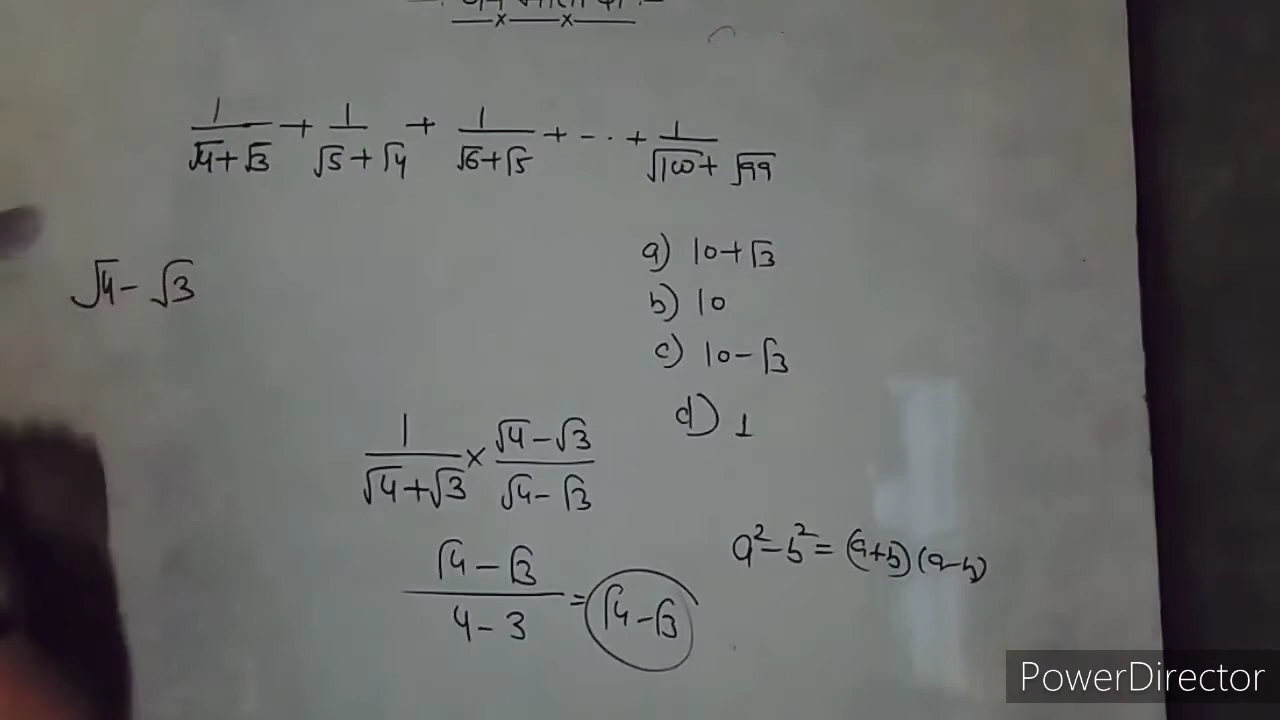 1/(√4+√3) + 1/(√5+√4) + 1/(√6+√5) + -·· + 1/(√100+√99)
a) 10+√3
√4-√3
b) 10
c) 10-√3
d) 1
1/(√4+√3) × (√4-√3)/(√4-√3)
a²-b²=(a+b)(a-b)
(√4-√3)/(4-3) = √4-√3
PowerDirector